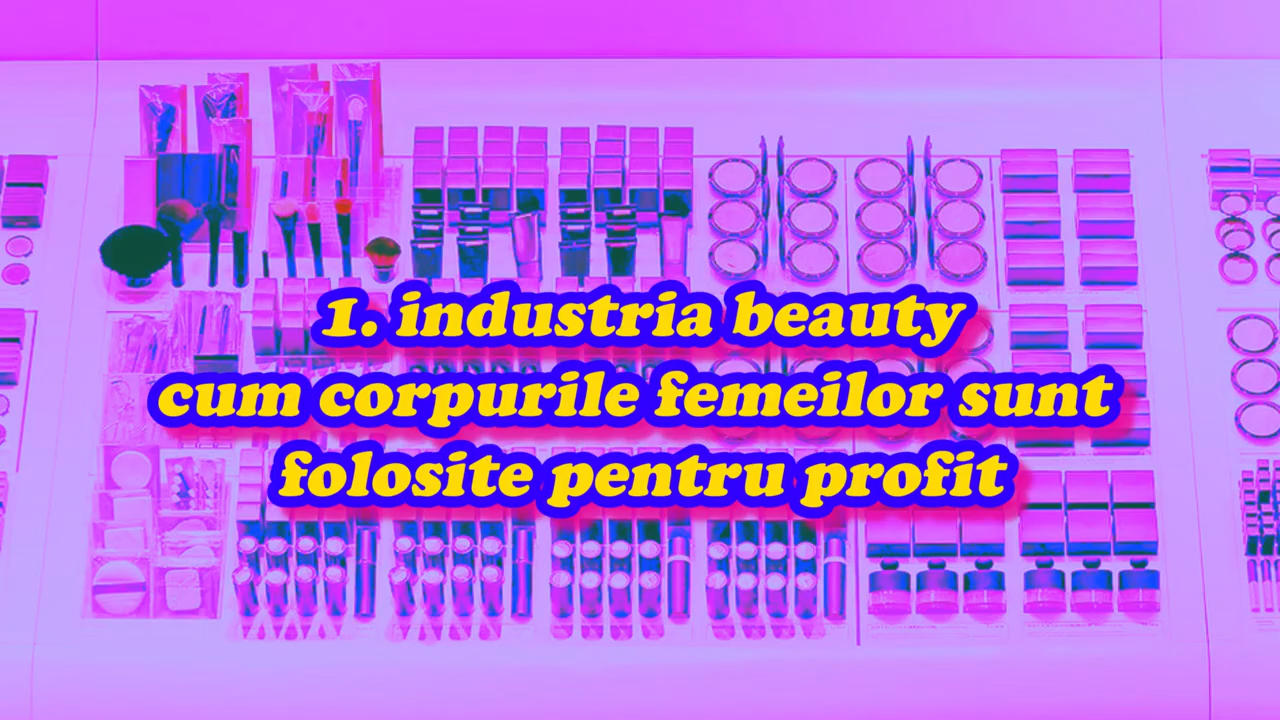 1. industria beauty
cum corpurile femeilor sunt
folosite pentru profit